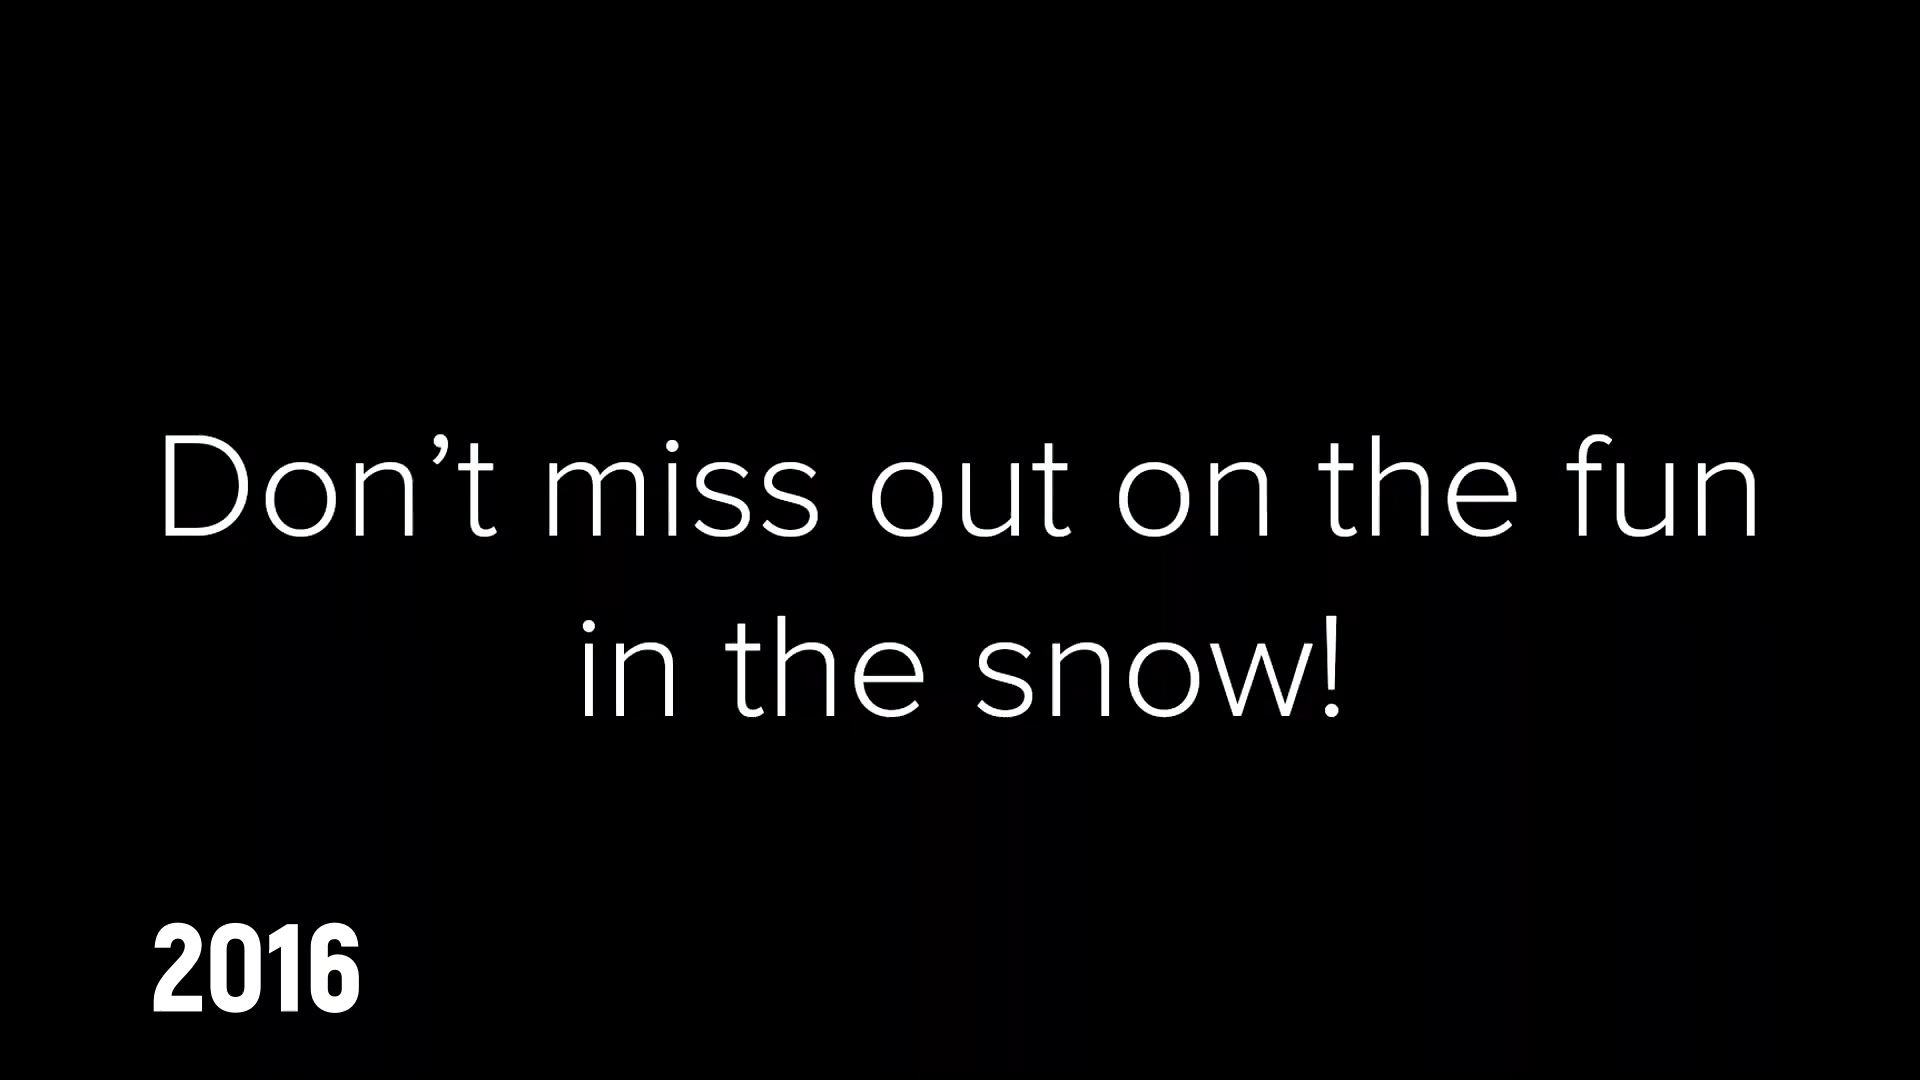 Don’t miss out on the fun
in the snow!
2016